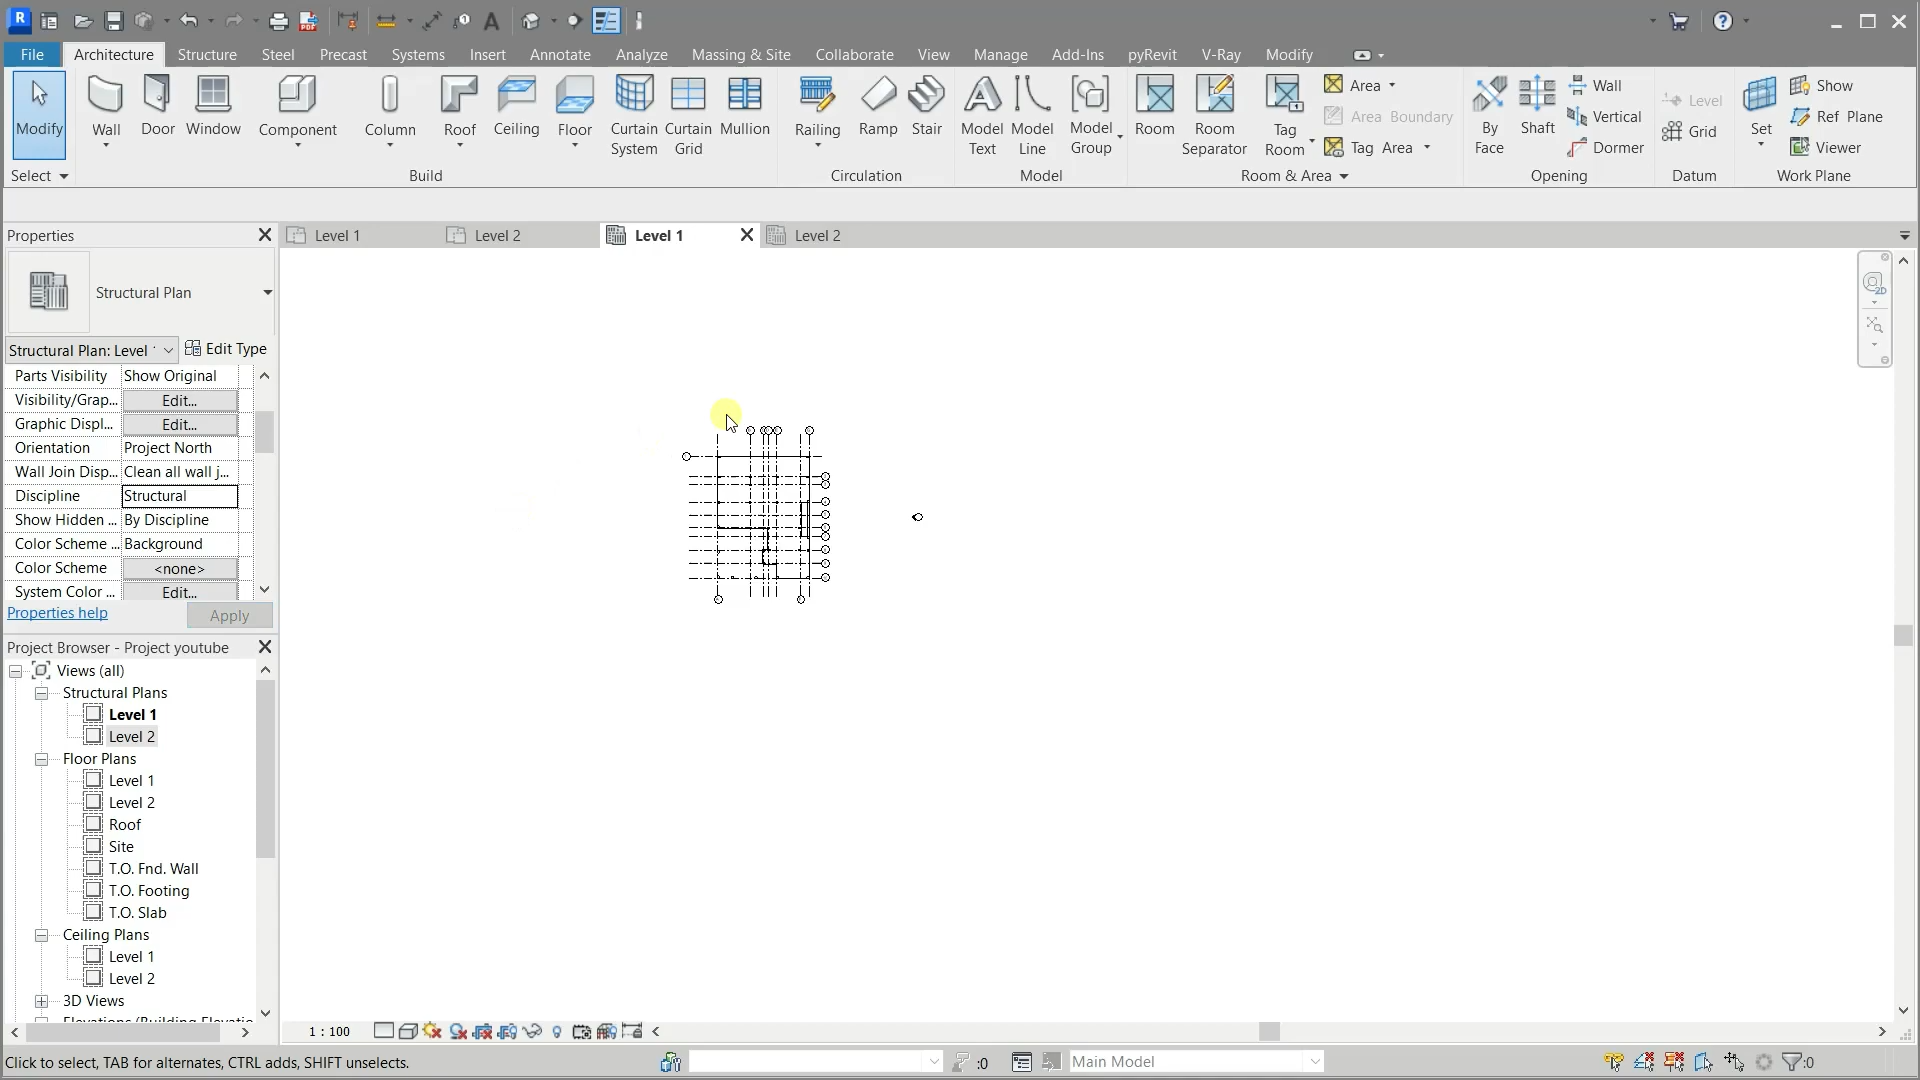 File Architecture Structure Steel Precast Systems Insert Annotate Analyze Massing & Site Collaborate View Manage Add-Ins pyRevit V-Ray Modify
Modify
Wall
Door
Window
Component
Column
Roof
Ceiling
Floor
Curtain System
Curtain Grid
Mullion
Railing
Ramp
Stair
Model Text
Model Line
Model Group
Room
Room Separator
Tag Room
Area
Area Boundary
Tag Area
By Face
Shaft
Wall
Vertical
Dormer
Level
Grid
Set
Show
Ref Plane
Viewer
Select Build Circulation Model Room & Area Opening Datum Work Plane
Properties
Level 1 Level 2 Level 1 Level 2
Structural Plan
Structural Plan: Level Edit Type
Parts Visibility Show Original
Visibility/Grap... Edit...
Graphic Displ... Edit...
Orientation Project North
Wall Join Disp... Clean all wall j...
Discipline Structural
Show Hidden ... By Discipline
Color Scheme ... Background
Color Scheme <none>
System Color ... Edit...
Properties help Apply
Project Browser - Project youtube
Views (all)
Structural Plans
Level 1
Level 2
Floor Plans
Level 1
Level 2
Roof
Site
T.O. Fnd. Wall
T.O. Footing
T.O. Slab
Ceiling Plans
Level 1
Level 2
3D Views
Elevations (Building Elevatio
1 : 100
Click to select, TAB for alternates, CTRL adds, SHIFT unselects. :0 Main Model :0